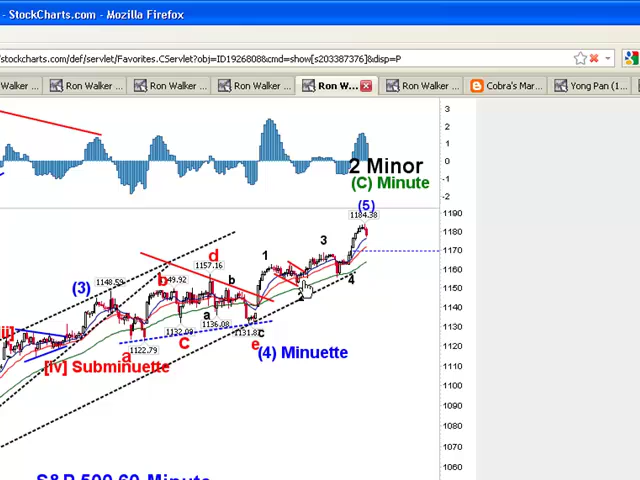 - StockCharts.com - Mozilla Firefox
stockcharts.com/def/servlet/Favorites.CServlet?obj=ID1926808&cmd=show[s203387376]&disp=P
Walker ... Ron Walker ... Ron Walker ... Ron Walker ... Ron W... Ron Walker ... Cobra's Mar... Yong Pan (1...
3
2
1
0
-1
-2
2 Minor
(C) Minute
(5)
1184.38
1190
1180
1170
1160
1150
1140
1130
1120
1110
1100
1090
1080
1070
1060
d
1157.16
1
3
(3)
1148.59
b
49.92
b
2
4
a
1136.08
1132.09
1131.82
c
[iv] Subminuette
a
1122.79
C
e
(4) Minuette
S&P 500 60-Minute